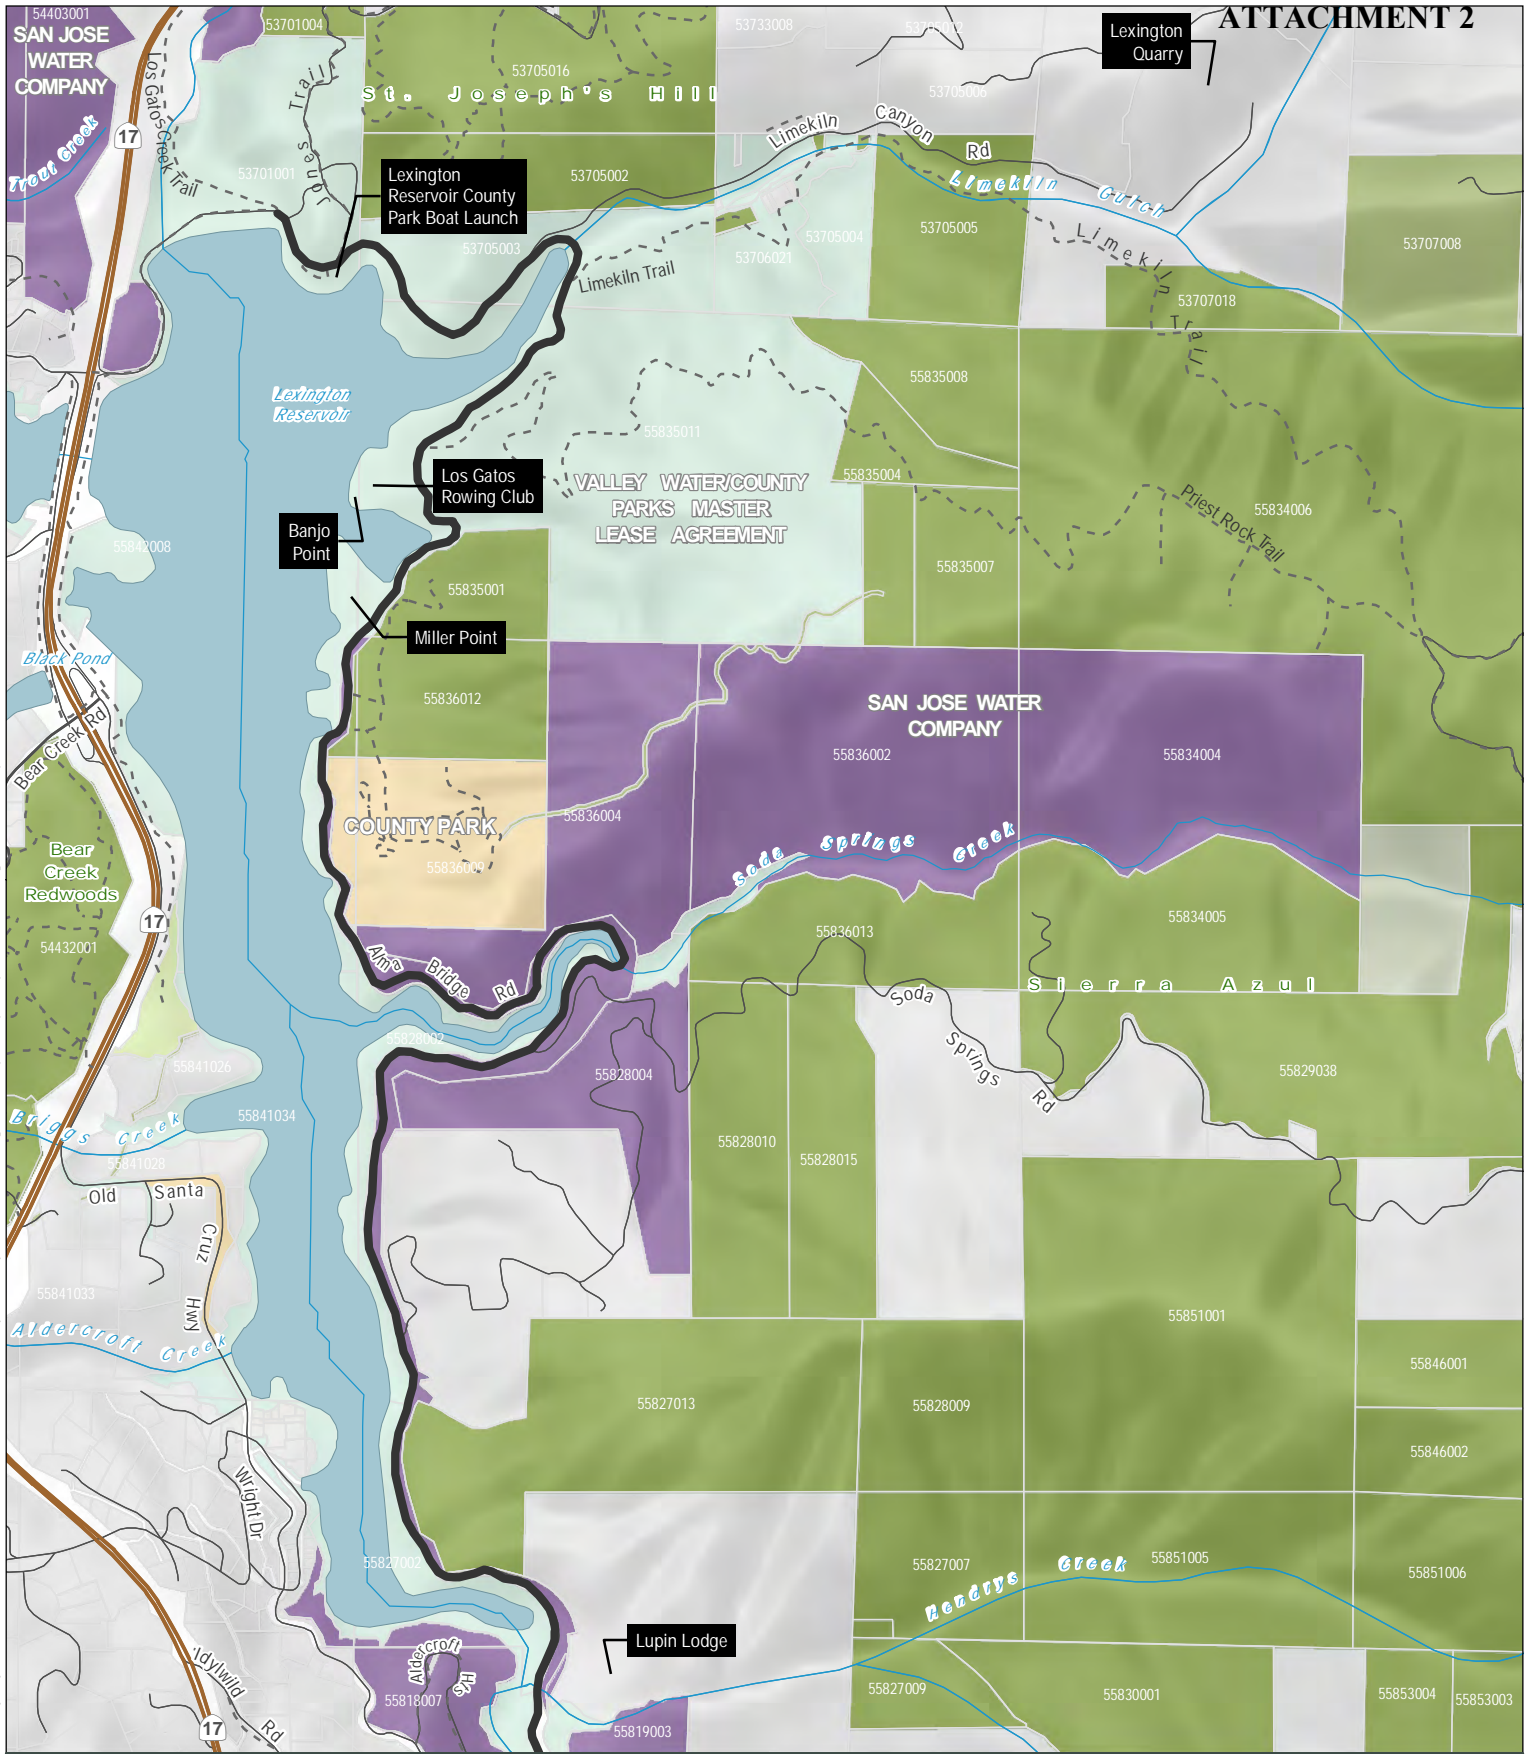 ATTACHMENT 2
54403001
SAN JOSE
WATER
COMPANY
Trout Creek
17
Los Gatos Creek Trail
53701004
Jones Trail
53701001
53705016
St. Joseph's Hill
53705002
53733008
53705012
53705006
Lexington
Quarry
Limekiln Canyon Rd
Limekiln Gulch
Lexington
Reservoir County
Park Boat Launch
53705003
Limekiln Trail
53706021
53705004
53705005
Limekiln Trail
53707008
53707018
Lexington
Reservoir
55835008
55835011
55835004
VALLEY WATER/COUNTY
PARKS MASTER
LEASE AGREEMENT
Los Gatos
Rowing Club
Banjo
Point
55842008
Priest Rock Trail
55834006
55835007
55835001
Miller Point
Black Pond
Bear Creek Rd
55836012
SAN JOSE WATER
COMPANY
55836002
55834004
55836004
COUNTY PARK
55836009
Soda Springs Creek
Bear
Creek
Redwoods
54432001
17
55836013
55834005
Alma Bridge Rd
Sierra Azul
Soda Springs Rd
55828002
55841026
55828004
55829038
55841034
Briggs Creek
55841028
55828010
55828015
Old Santa Cruz Hwy
55841033
Aldercroft Creek
55851001
55846001
55827013
55828009
55846002
Wright Dr
55827002
55827007
Hendrys Creek
55851005
55851006
Lupin Lodge
Aldercroft Hts
Idylwild Rd
55818007
17
55819003
55827009
55830001
55853004
55853003